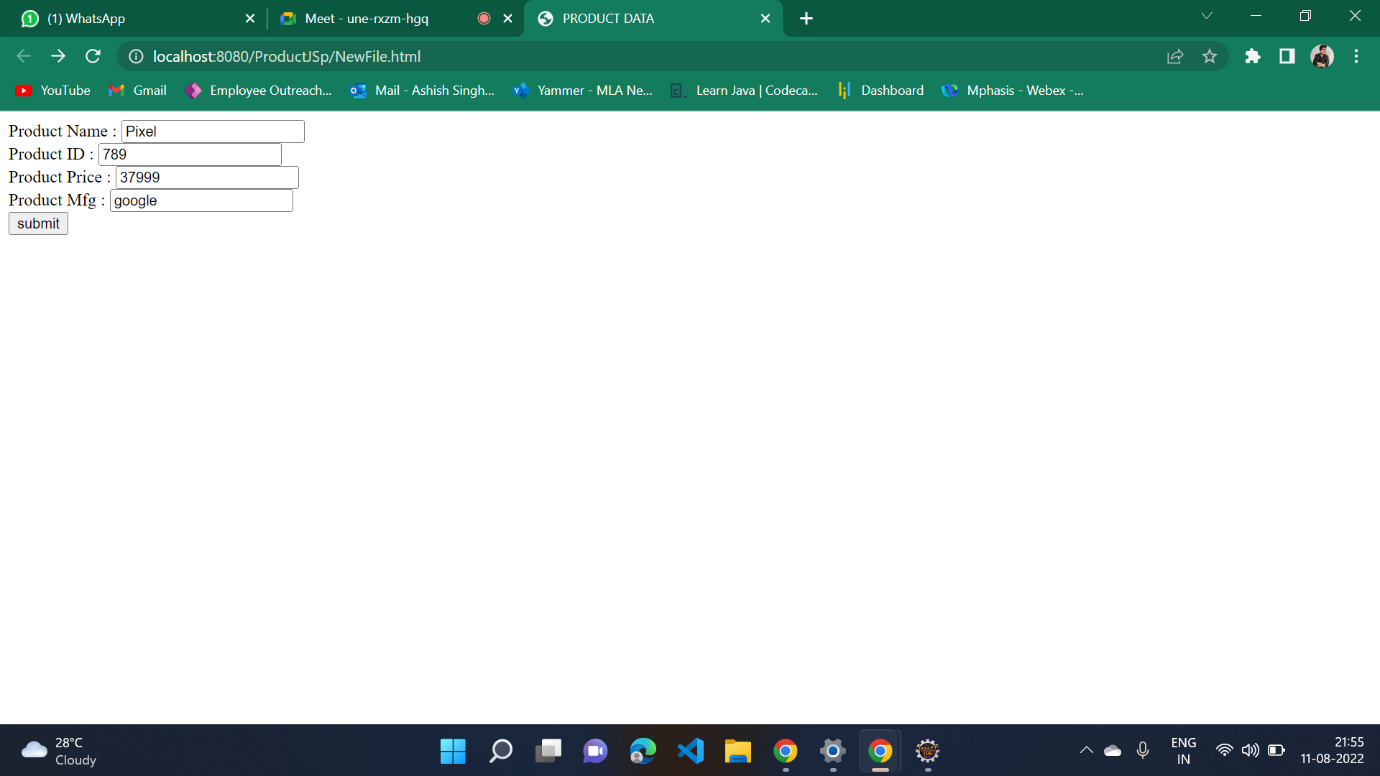 (1) WhatsApp
Meet - une-rxzm-hgq
PRODUCT DATA
localhost:8080/ProductJSp/NewFile.html
YouTube
Gmail
Employee Outreach...
Mail - Ashish Singh...
Yammer - MLA Ne...
Learn Java | Codeca...
Dashboard
Mphasis - Webex -...
Product Name : Pixel
Product ID : 789
Product Price : 37999
Product Mfg : google
submit
28°C
Cloudy
ENG
IN
21:55
11-08-2022